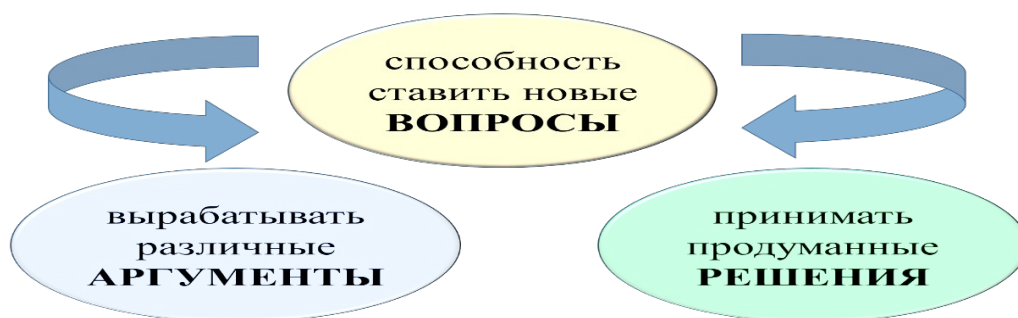 способность
ставить новые
ВОПРОСЫ
вырабатывать
различные
АРГУМЕНТЫ
принимать
продуманные
РЕШЕНИЯ